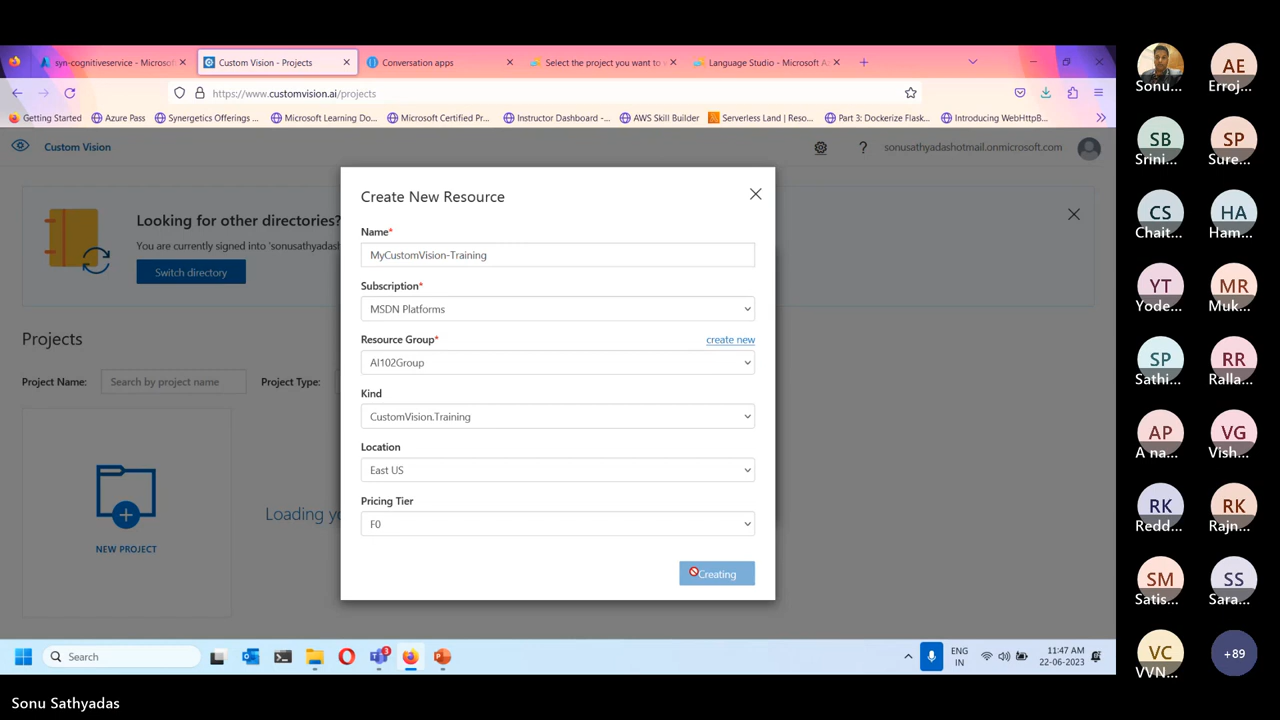 syn-cognitiveservice - Microsof
Custom Vision - Projects
Conversation apps
Select the project you want to
Language Studio - Microsoft A
https://www.customvision.ai/projects
Getting Started
Azure Pass
Synergetics Offerings ...
Microsoft Learning Do...
Microsoft Certified Pr...
Instructor Dashboard -...
AWS Skill Builder
Serverless Land | Reso...
Part 3: Dockerize Flask...
Introducing WebHttpB...
Custom Vision
?
sonusathyadashotmail.onmicrosoft.com
Looking for other directories?
You are currently signed into 'sonusathyadash
Switch directory
Projects
Project Name:
Search by project name
Project Type:
NEW PROJECT
Loading yo
Create New Resource
Name*
MyCustomVision-Training
Subscription*
MSDN Platforms
Resource Group*
create new
AI102Group
Kind
CustomVision.Training
Location
East US
Pricing Tier
F0
Creating
Search
3
ENG
IN
11:47 AM
22-06-2023
Sonu...
AE
Erroj...
SB
Srini...
SP
Sure...
CS
Chait...
HA
Ham...
YT
Yode...
MR
Muk...
SP
Sathi...
RR
Ralla...
AP
A na...
VG
Vish...
RK
Redd...
RK
Rajn...
SM
Satis...
SS
Sara...
VC
VVN...
+89
Sonu Sathyadas